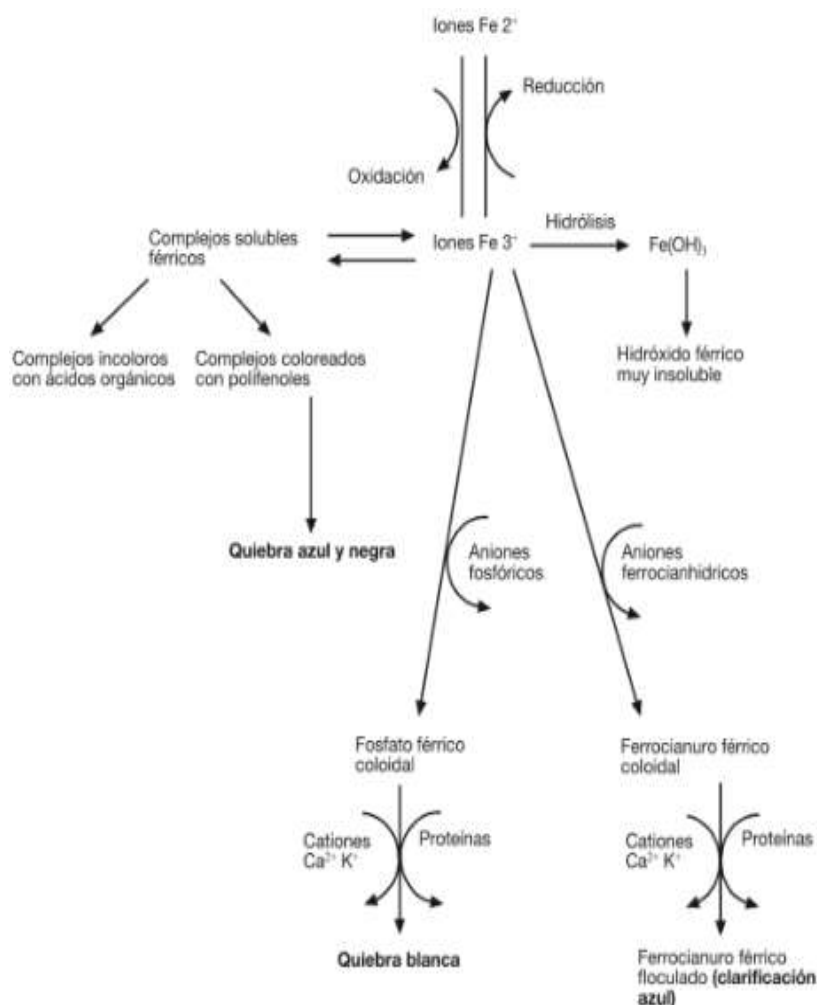 Iones Fe 2⁺
Reducción
Oxidación
Complejos solubles
férricos
Iones Fe 3⁺
Hidrólisis
Fe(OH)₃
Complejos incoloros
con ácidos orgánicos
Complejos coloreados
con polifenoles
Hidróxido férrico
muy insoluble
Quiebra azul y negra
Aniones
fosfóricos
Aniones
ferrocianhidricos
Fosfato férrico
coloidal
Ferrocianuro férrico
coloidal
Cationes
Ca²⁺ K⁺
Proteínas
Cationes
Ca²⁺ K⁺
Proteínas
Quiebra blanca
Ferrocianuro férrico
floculado (clarificación
azul)